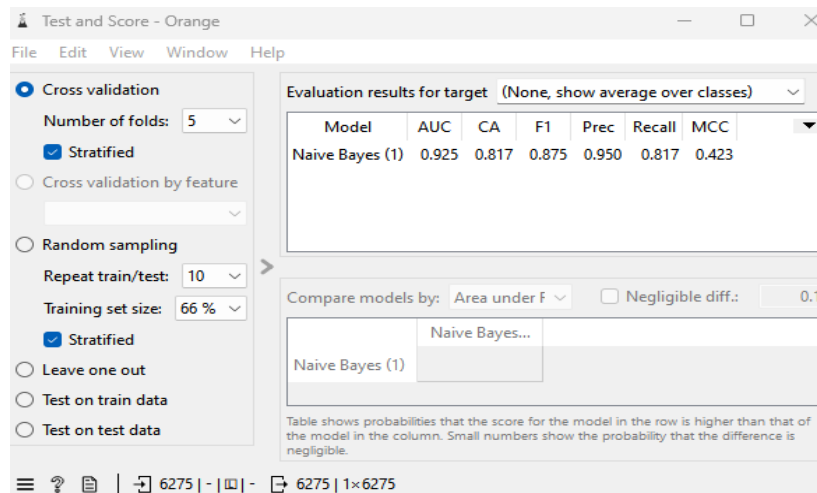 Test and Score - Orange
File Edit View Window Help
Cross validation
Number of folds: 5
Stratified
Cross validation by feature
Random sampling
Repeat train/test: 10
Training set size: 66 %
Stratified
Leave one out
Test on train data
Test on test data
Evaluation results for target (None, show average over classes)
Model AUC CA F1 Prec Recall MCC
Naive Bayes (1) 0.925 0.817 0.875 0.950 0.817 0.423
Compare models by: Area under F Negligible diff.: 0.1
Naive Bayes...
Naive Bayes (1)
Table shows probabilities that the score for the model in the row is higher than that of
the model in the column. Small numbers show the probability that the difference is
negligible.
6275 | - | - 6275 | 1×6275